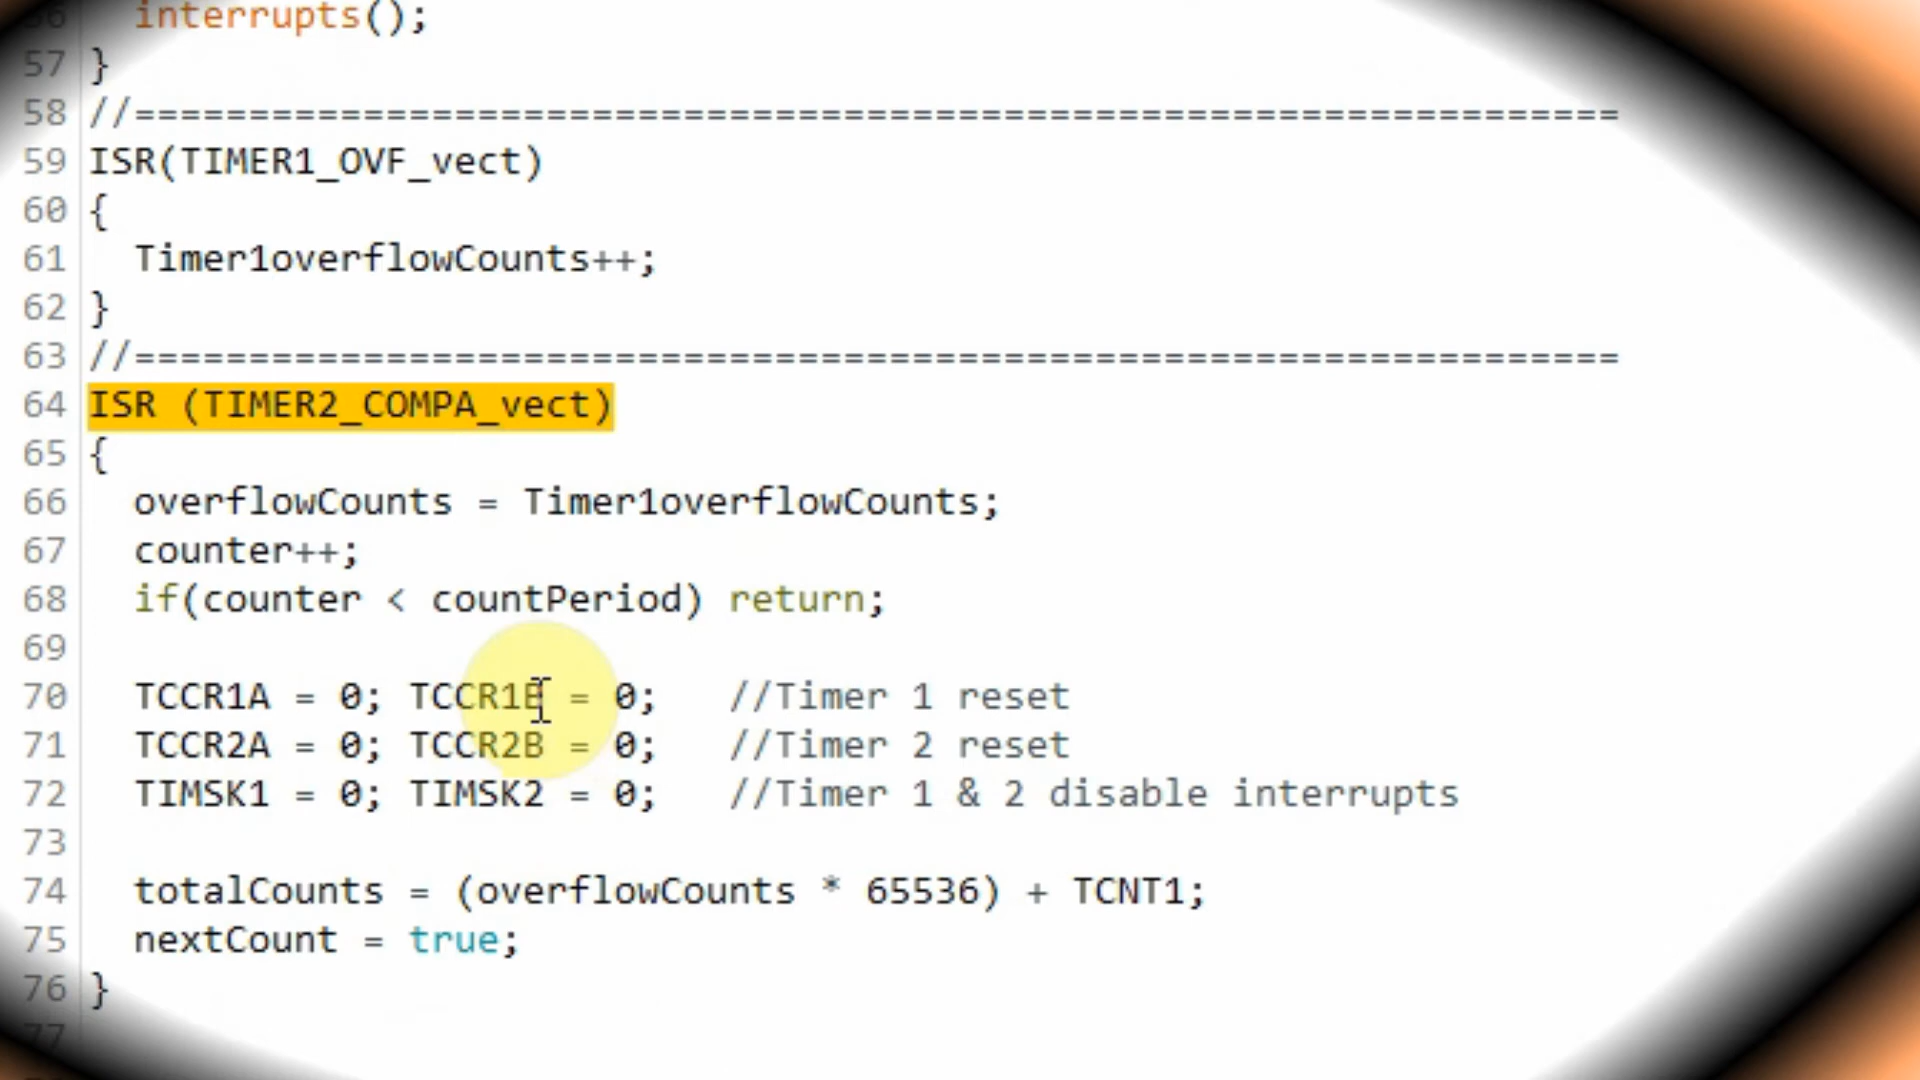 56 interrupts();
57 }
58 //=================================================================
59 ISR(TIMER1_OVF_vect)
60 {
61 Timer1overflowCounts++;
62 }
63 //=================================================================
64 ISR (TIMER2_COMPA_vect)
65 {
66 overflowCounts = Timer1overflowCounts;
67 counter++;
68 if(counter < countPeriod) return;
69
70 TCCR1A = 0; TCCR1B = 0; //Timer 1 reset
71 TCCR2A = 0; TCCR2B = 0; //Timer 2 reset
72 TIMSK1 = 0; TIMSK2 = 0; //Timer 1 & 2 disable interrupts
73
74 totalCounts = (overflowCounts * 65536) + TCNT1;
75 nextCount = true;
76 }
77